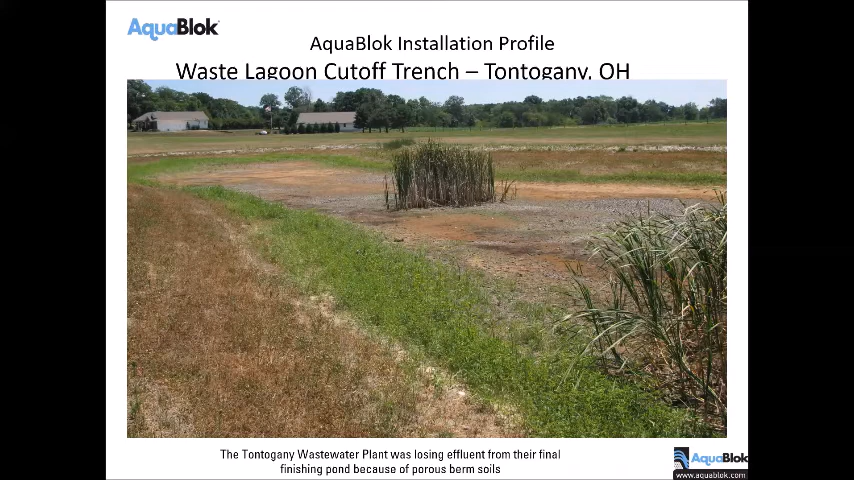 AquaBlok
AquaBlok Installation Profile
Waste Lagoon Cutoff Trench – Tontogany, OH
The Tontogany Wastewater Plant was losing effluent from their final
finishing pond because of porous berm soils
AquaBlok
www.aquablok.com